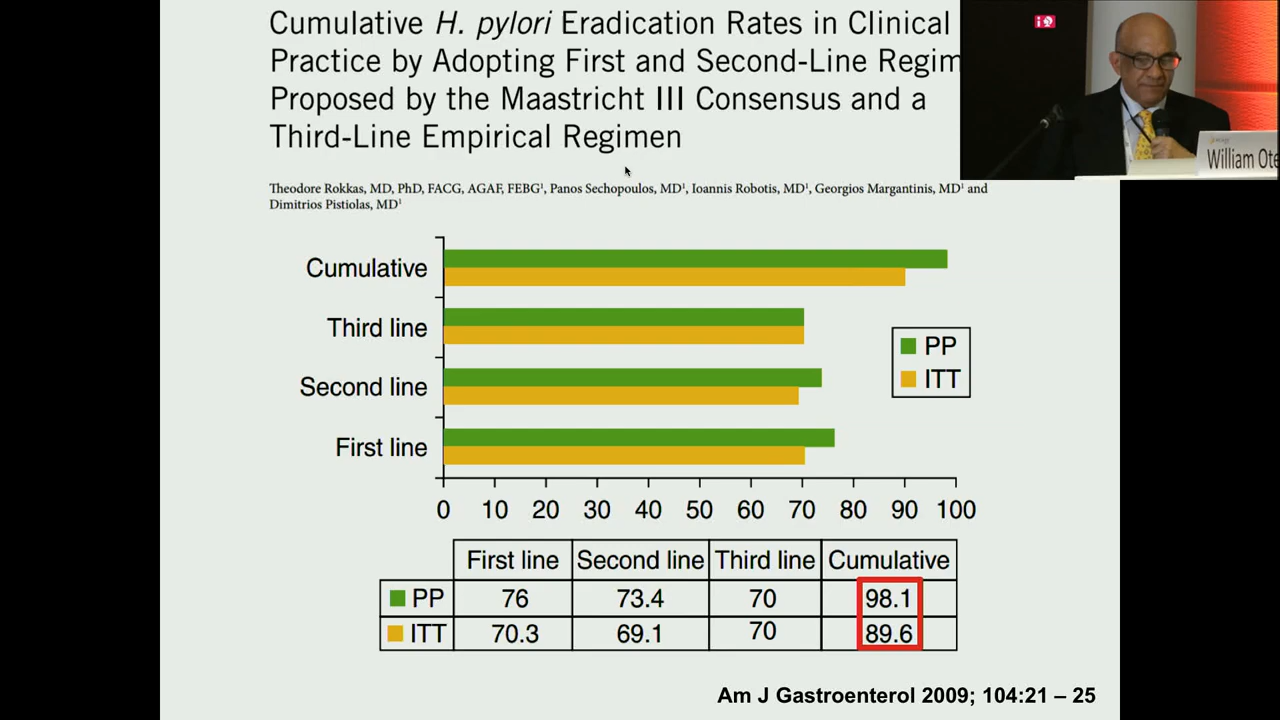 Cumulative H. pylori Eradication Rates in Clinical
Practice by Adopting First and Second-Line Regim
Proposed by the Maastricht III Consensus and a
Third-Line Empirical Regimen
Theodore Rokkas, MD, PhD, FACG, AGAF, FEBG¹, Panos Sechopoulos, MD¹, Ioannis Robotis, MD¹, Georgios Margantinis, MD¹ and
Dimitrios Pistiolas, MD¹
William Ote
Cumulative
Third line
Second line
First line
PP
ITT
0 10 20 30 40 50 60 70 80 90 100
First line Second line Third line Cumulative
PP 76 73.4 70 98.1
ITT 70.3 69.1 70 89.6
Am J Gastroenterol 2009; 104:21 – 25